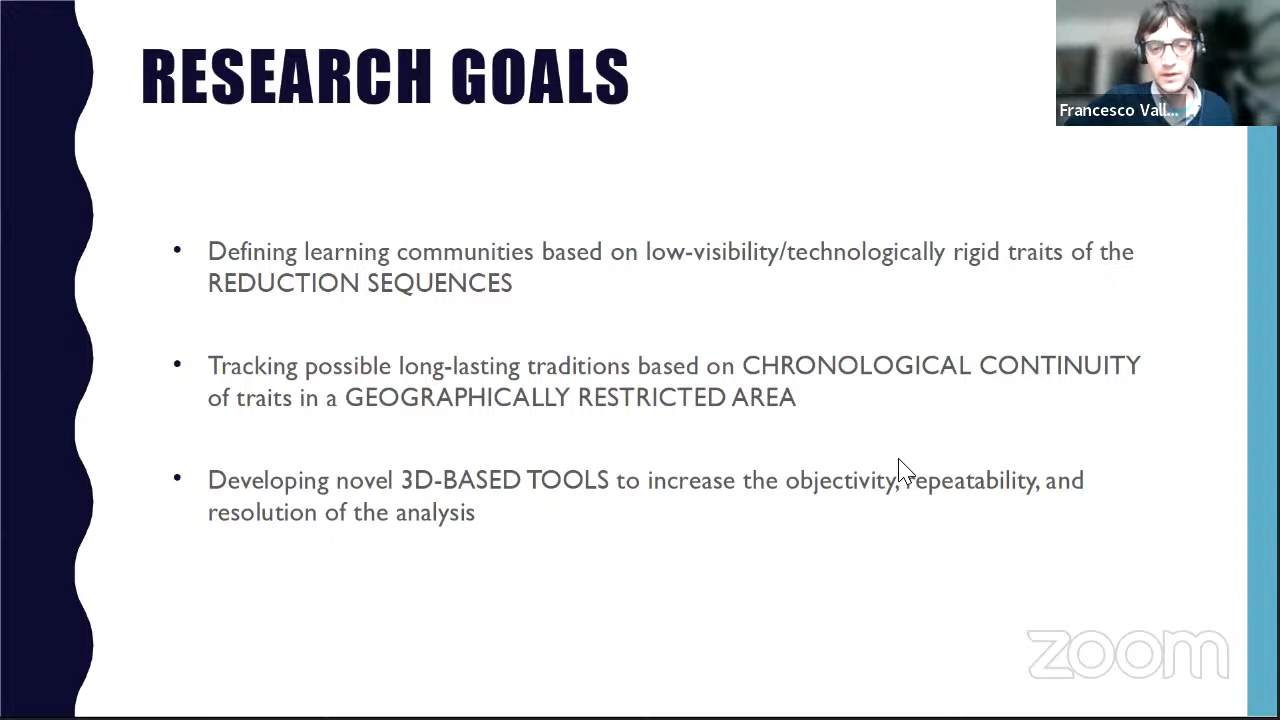 RESEARCH GOALS
Francesco Vall...
• Defining learning communities based on low-visibility/technologically rigid traits of the
REDUCTION SEQUENCES
• Tracking possible long-lasting traditions based on CHRONOLOGICAL CONTINUITY
of traits in a GEOGRAPHICALLY RESTRICTED AREA
• Developing novel 3D-BASED TOOLS to increase the objectivity, repeatability, and
resolution of the analysis
zoom